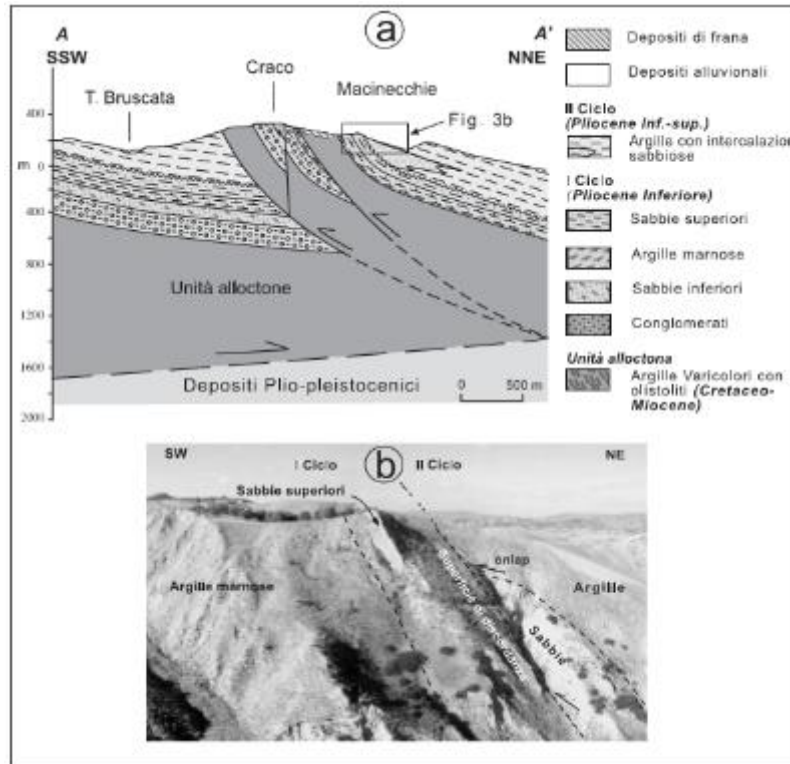 A
a
A'
SSW
NNE
Craco
Macinecchie
T. Bruscata
Fig. 3b
400
m 0
400
800
1200
1600
2000
Unità alloctone
Depositi Plio-pleistocenici
0 500 m
Depositi di frana
Depositi alluvionali
II Ciclo
(Pliocene Inf.-sup.)
Argille con intercalazioni
sabbiose
I Ciclo
(Pliocene Inferiore)
Sabbie superiori
Argille marnose
Sabbie inferiori
Conglomerati
Unità alloctona
Argille Varicolori con
olistoliti (Cretaceo-
Miocene)
SW
I Ciclo
b
II Ciclo
NE
Sabbie superiori
onlap
Argille marnose
Argille
Superficie di discordanza
Sabbie